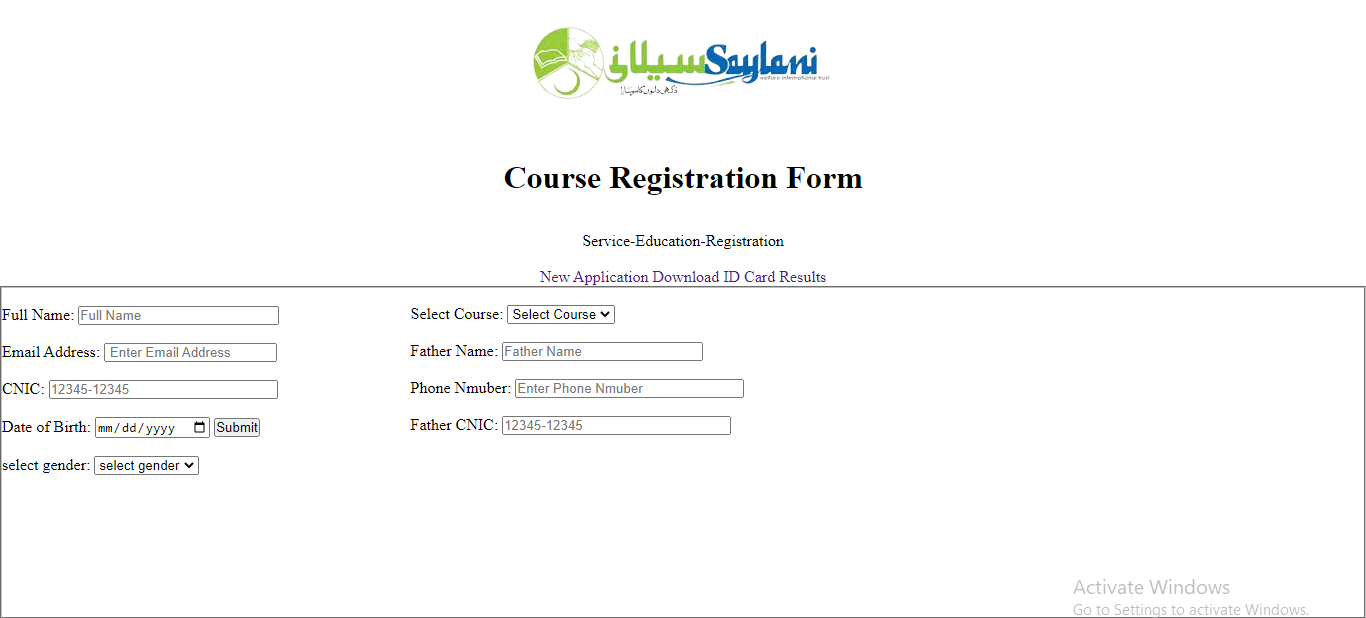 سیلانی Saylani
welfare international trust
دُکھی دلوں کا سہارا!
Course Registration Form
Service-Education-Registration
New Application Download ID Card Results
Full Name: Full Name
Select Course: Select Course
Email Address: Enter Email Address
Father Name: Father Name
CNIC: 12345-12345
Phone Nmuber: Enter Phone Nmuber
Date of Birth: mm/dd/yyyy Submit
Father CNIC: 12345-12345
select gender: select gender
Activate Windows
Go to Settings to activate Windows.